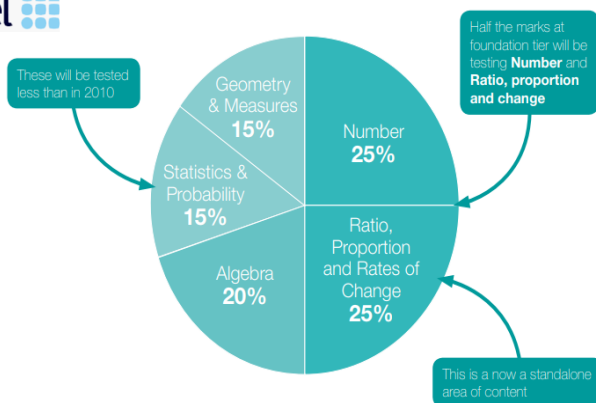 el
These will be tested
less than in 2010
Geometry
& Measures
15%
Number
25%
Half the marks at
foundation tier will be
testing Number and
Ratio, proportion
and change
Statistics &
Probability
15%
Algebra
20%
Ratio,
Proportion
and Rates of
Change
25%
This is a now a standalone
area of content